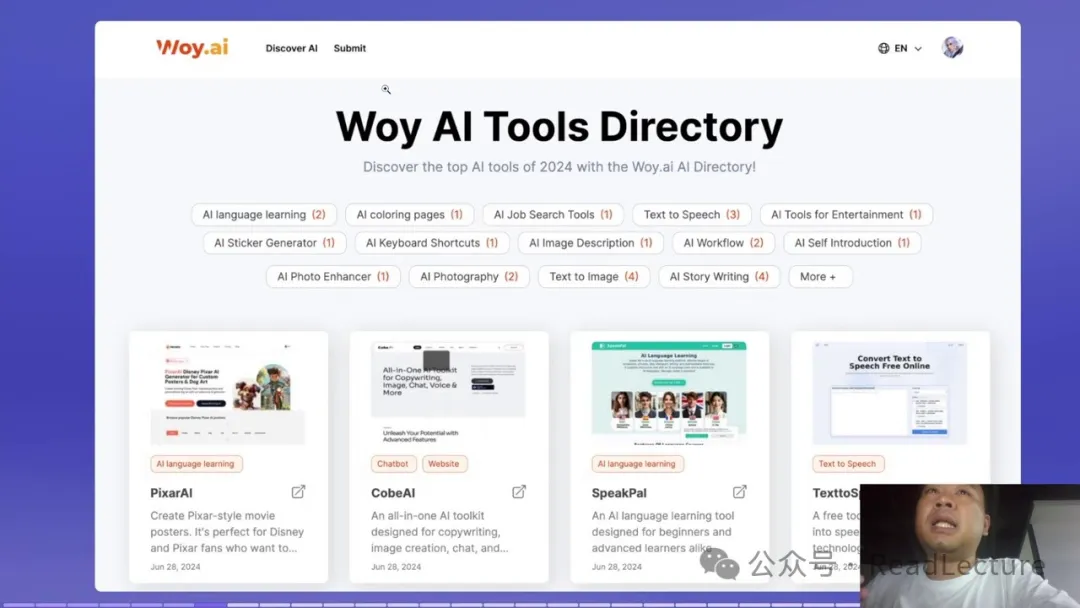 Woy.ai
Discover AI
Submit
EN
Woy AI Tools Directory
Discover the top AI tools of 2024 with the Woy.ai AI Directory!
AI language learning (2)
AI coloring pages (1)
AI Job Search Tools (1)
Text to Speech (3)
AI Tools for Entertainment (1)
AI Sticker Generator (1)
AI Keyboard Shortcuts (1)
AI Image Description (1)
AI Workflow (2)
AI Self Introduction (1)
AI Photo Enhancer (1)
AI Photography (2)
Text to Image (4)
AI Story Writing (4)
More +
PixarAI Disney Pixar AI
Generator for Custom
Posters & Dog Art
AI language learning
PixarAI
Create Pixar-style movie
posters. It's perfect for Disney
and Pixar fans who want to...
Jun 28, 2024
All-in-One AI Toolkit
for Copywriting,
Image, Chat, Voice &
More
Unleash Your Potential with
Advanced Features
Chatbot
Website
CobeAI
An all-in-one AI toolkit
designed for copywriting,
image creation, chat, and...
Jun 28, 2024
SpeakPal
AI Language Learning
AI language learning
SpeakPal
An AI language learning tool
designed for beginners and
advanced learners alike
Jun 28, 2024
Convert Text to
Speech Free Online
Text to Speech
TexttoSp
A free
into spee
technolog
Jun 28, 2024
公众号 · ReadLecture